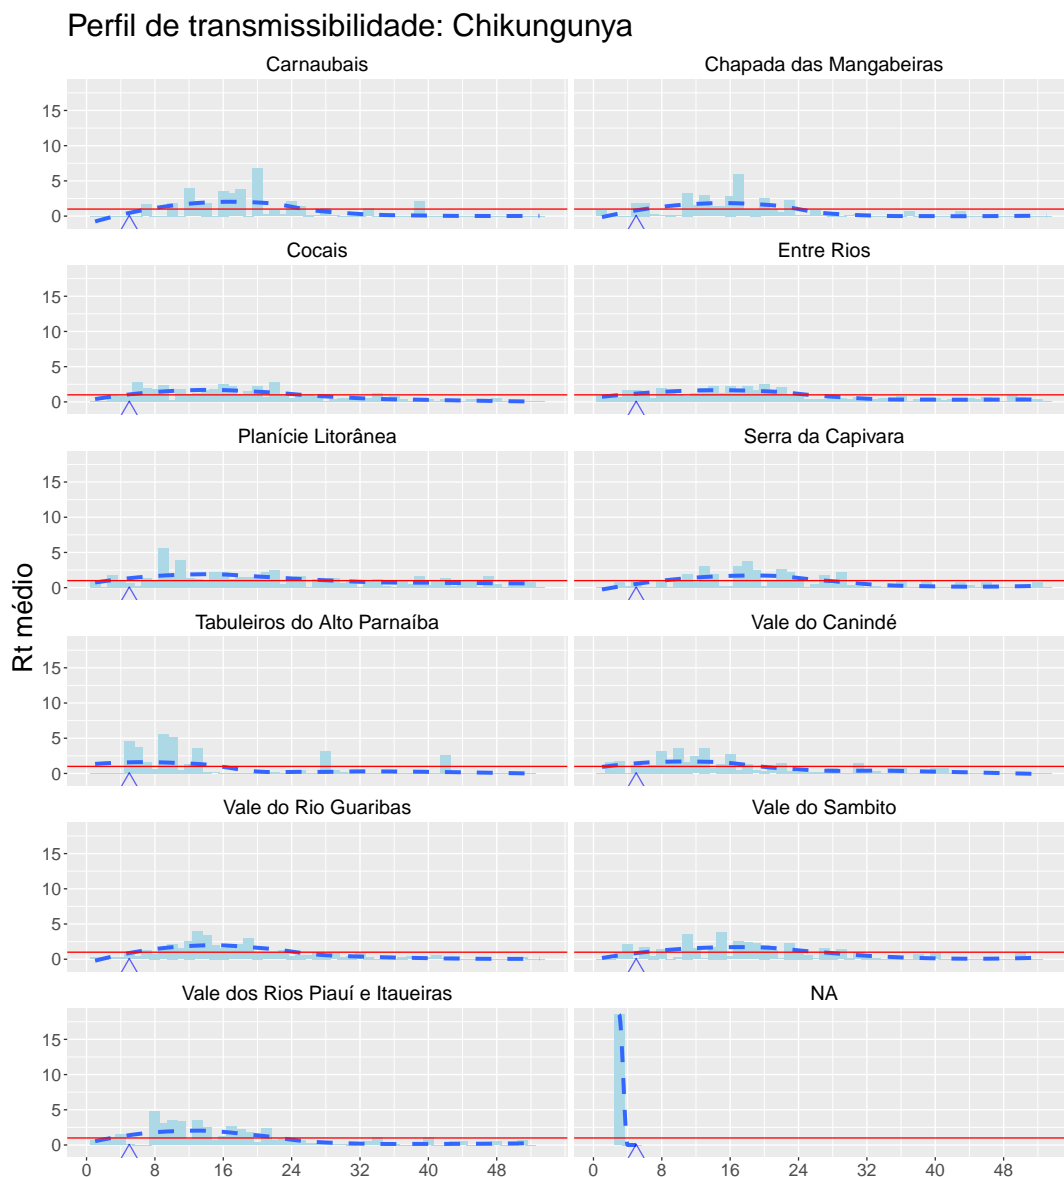 Perfil de transmissibilidade: Chikungunya
Carnaubais
Chapada das Mangabeiras
15
10
5
0
Cocais
Entre Rios
15
10
5
0
Planície Litorânea
Serra da Capivara
15
10
5
0
Rt médio
Tabuleiros do Alto Parnaíba
Vale do Canindé
15
10
5
0
Vale do Rio Guaribas
Vale do Sambito
15
10
5
0
Vale dos Rios Piauí e Itaueiras
NA
15
10
5
0
0 8 16 24 32 40 48
0 8 16 24 32 40 48